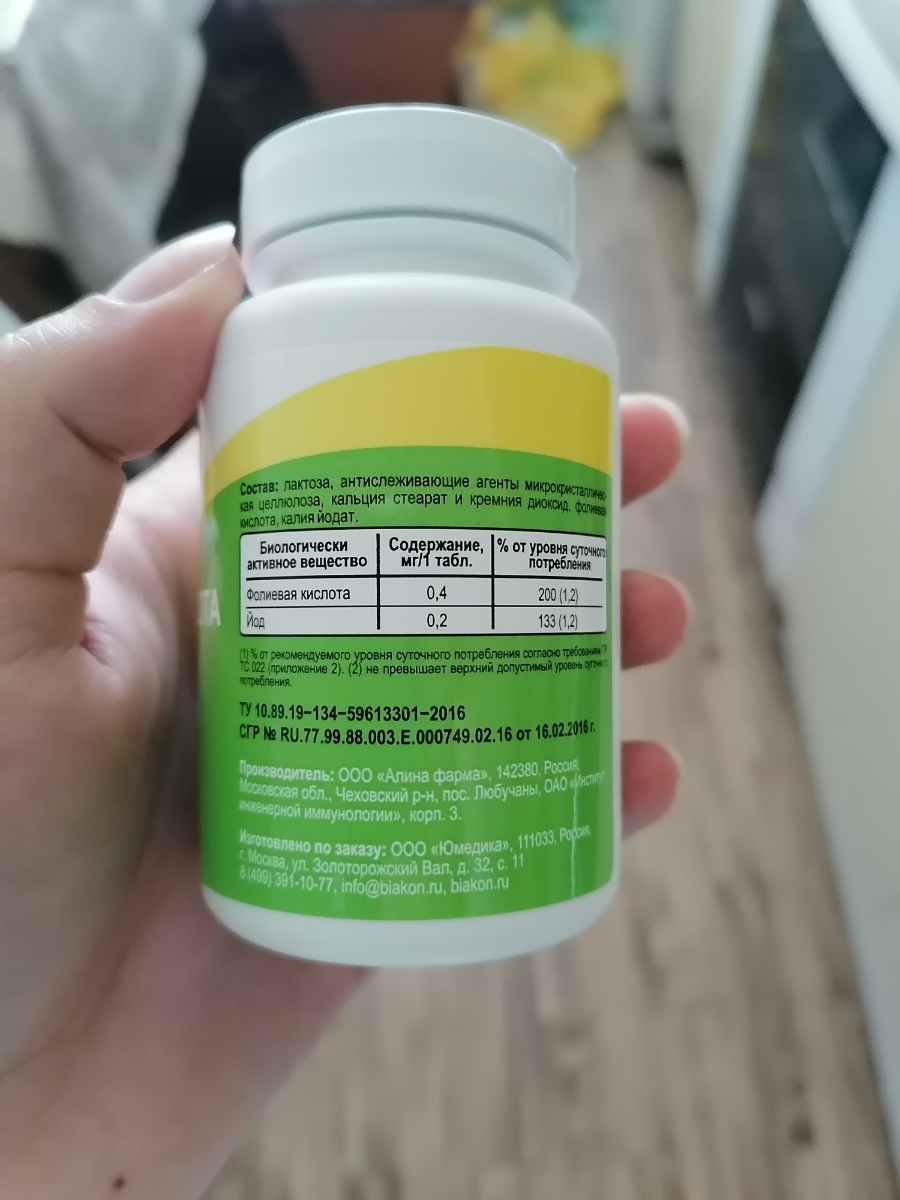 Состав: лактоза, антислеживающие агенты микрокристалличес-
кая целлюлоза, кальция стеарат и кремния диоксид, фолиевая
кислота, калия йодат.
Биологически активное вещество Содержание, мг/1 табл. % от уровня суточного потребления
Фолиевая кислота 0,4 200 (1,2)
Йод 0,2 133 (1,2)
(1) % от рекомендуемого уровня суточного потребления согласно требованиям ТР
ТС 022 (приложение 2). (2) не превышает верхний допустимый уровень суточного
потребления.
ТУ 10.89.19–134–59613301–2016
СГР № RU.77.99.88.003.Е.000749.02.16 от 16.02.2016 г.
Производитель: ООО «Алина фарма», 142380, Россия,
Московская обл., Чеховский р-н, пос. Любучаны, ОАО «Институт
инженерной иммунологии», корп. 3.
Изготовлено по заказу: ООО «Юмедика», 111033, Россия,
г. Москва, ул. Золоторожский Вал, д. 32, с. 11
8 (499) 391-10-77, info@biakon.ru, biakon.ru